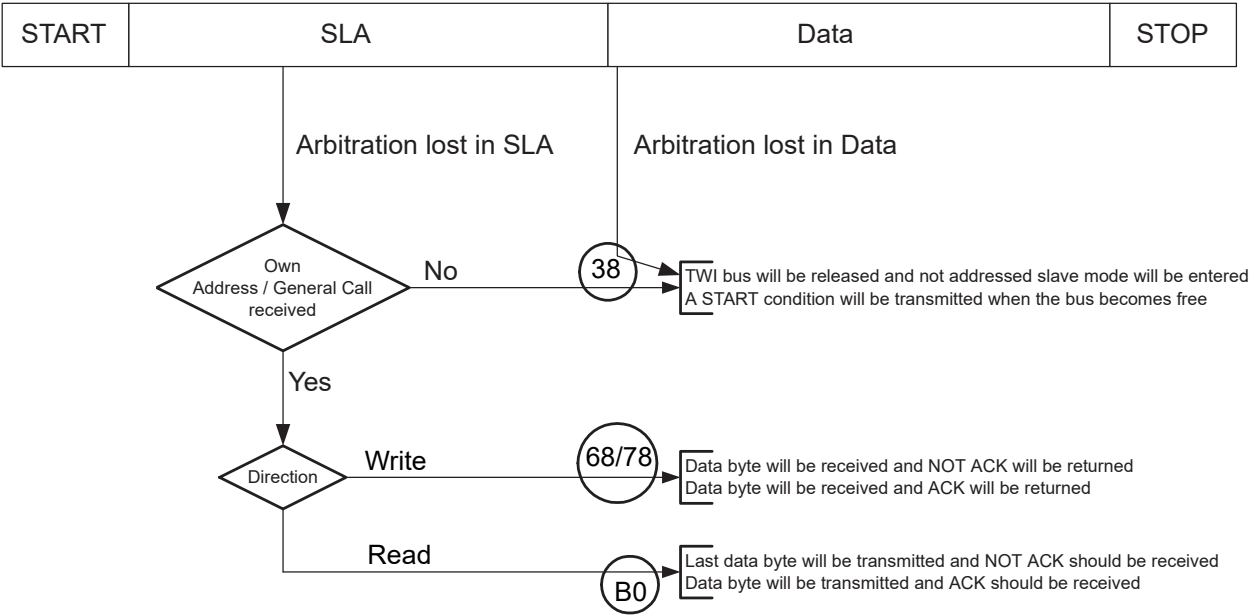 START SLA Data STOP
Arbitration lost in SLA Arbitration lost in Data
Own
Address / General Call
received
No
38
TWI bus will be released and not addressed slave mode will be entered
A START condition will be transmitted when the bus becomes free
Yes
Direction
Write
68/78
Data byte will be received and NOT ACK will be returned
Data byte will be received and ACK will be returned
Read
B0
Last data byte will be transmitted and NOT ACK should be received
Data byte will be transmitted and ACK should be received